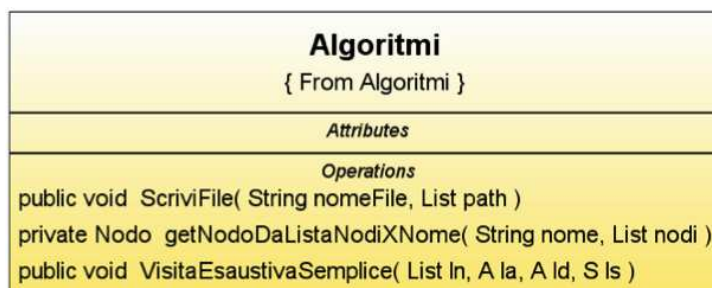 Algoritmi
{ From Algoritmi }
Attributes
Operations
public void ScriviFile( String nomeFile, List path )
private Nodo getNodoDaListaNodiXNome( String nome, List nodi )
public void VisitaEsaustivaSemplice( List ln, A la, A ld, S ls )